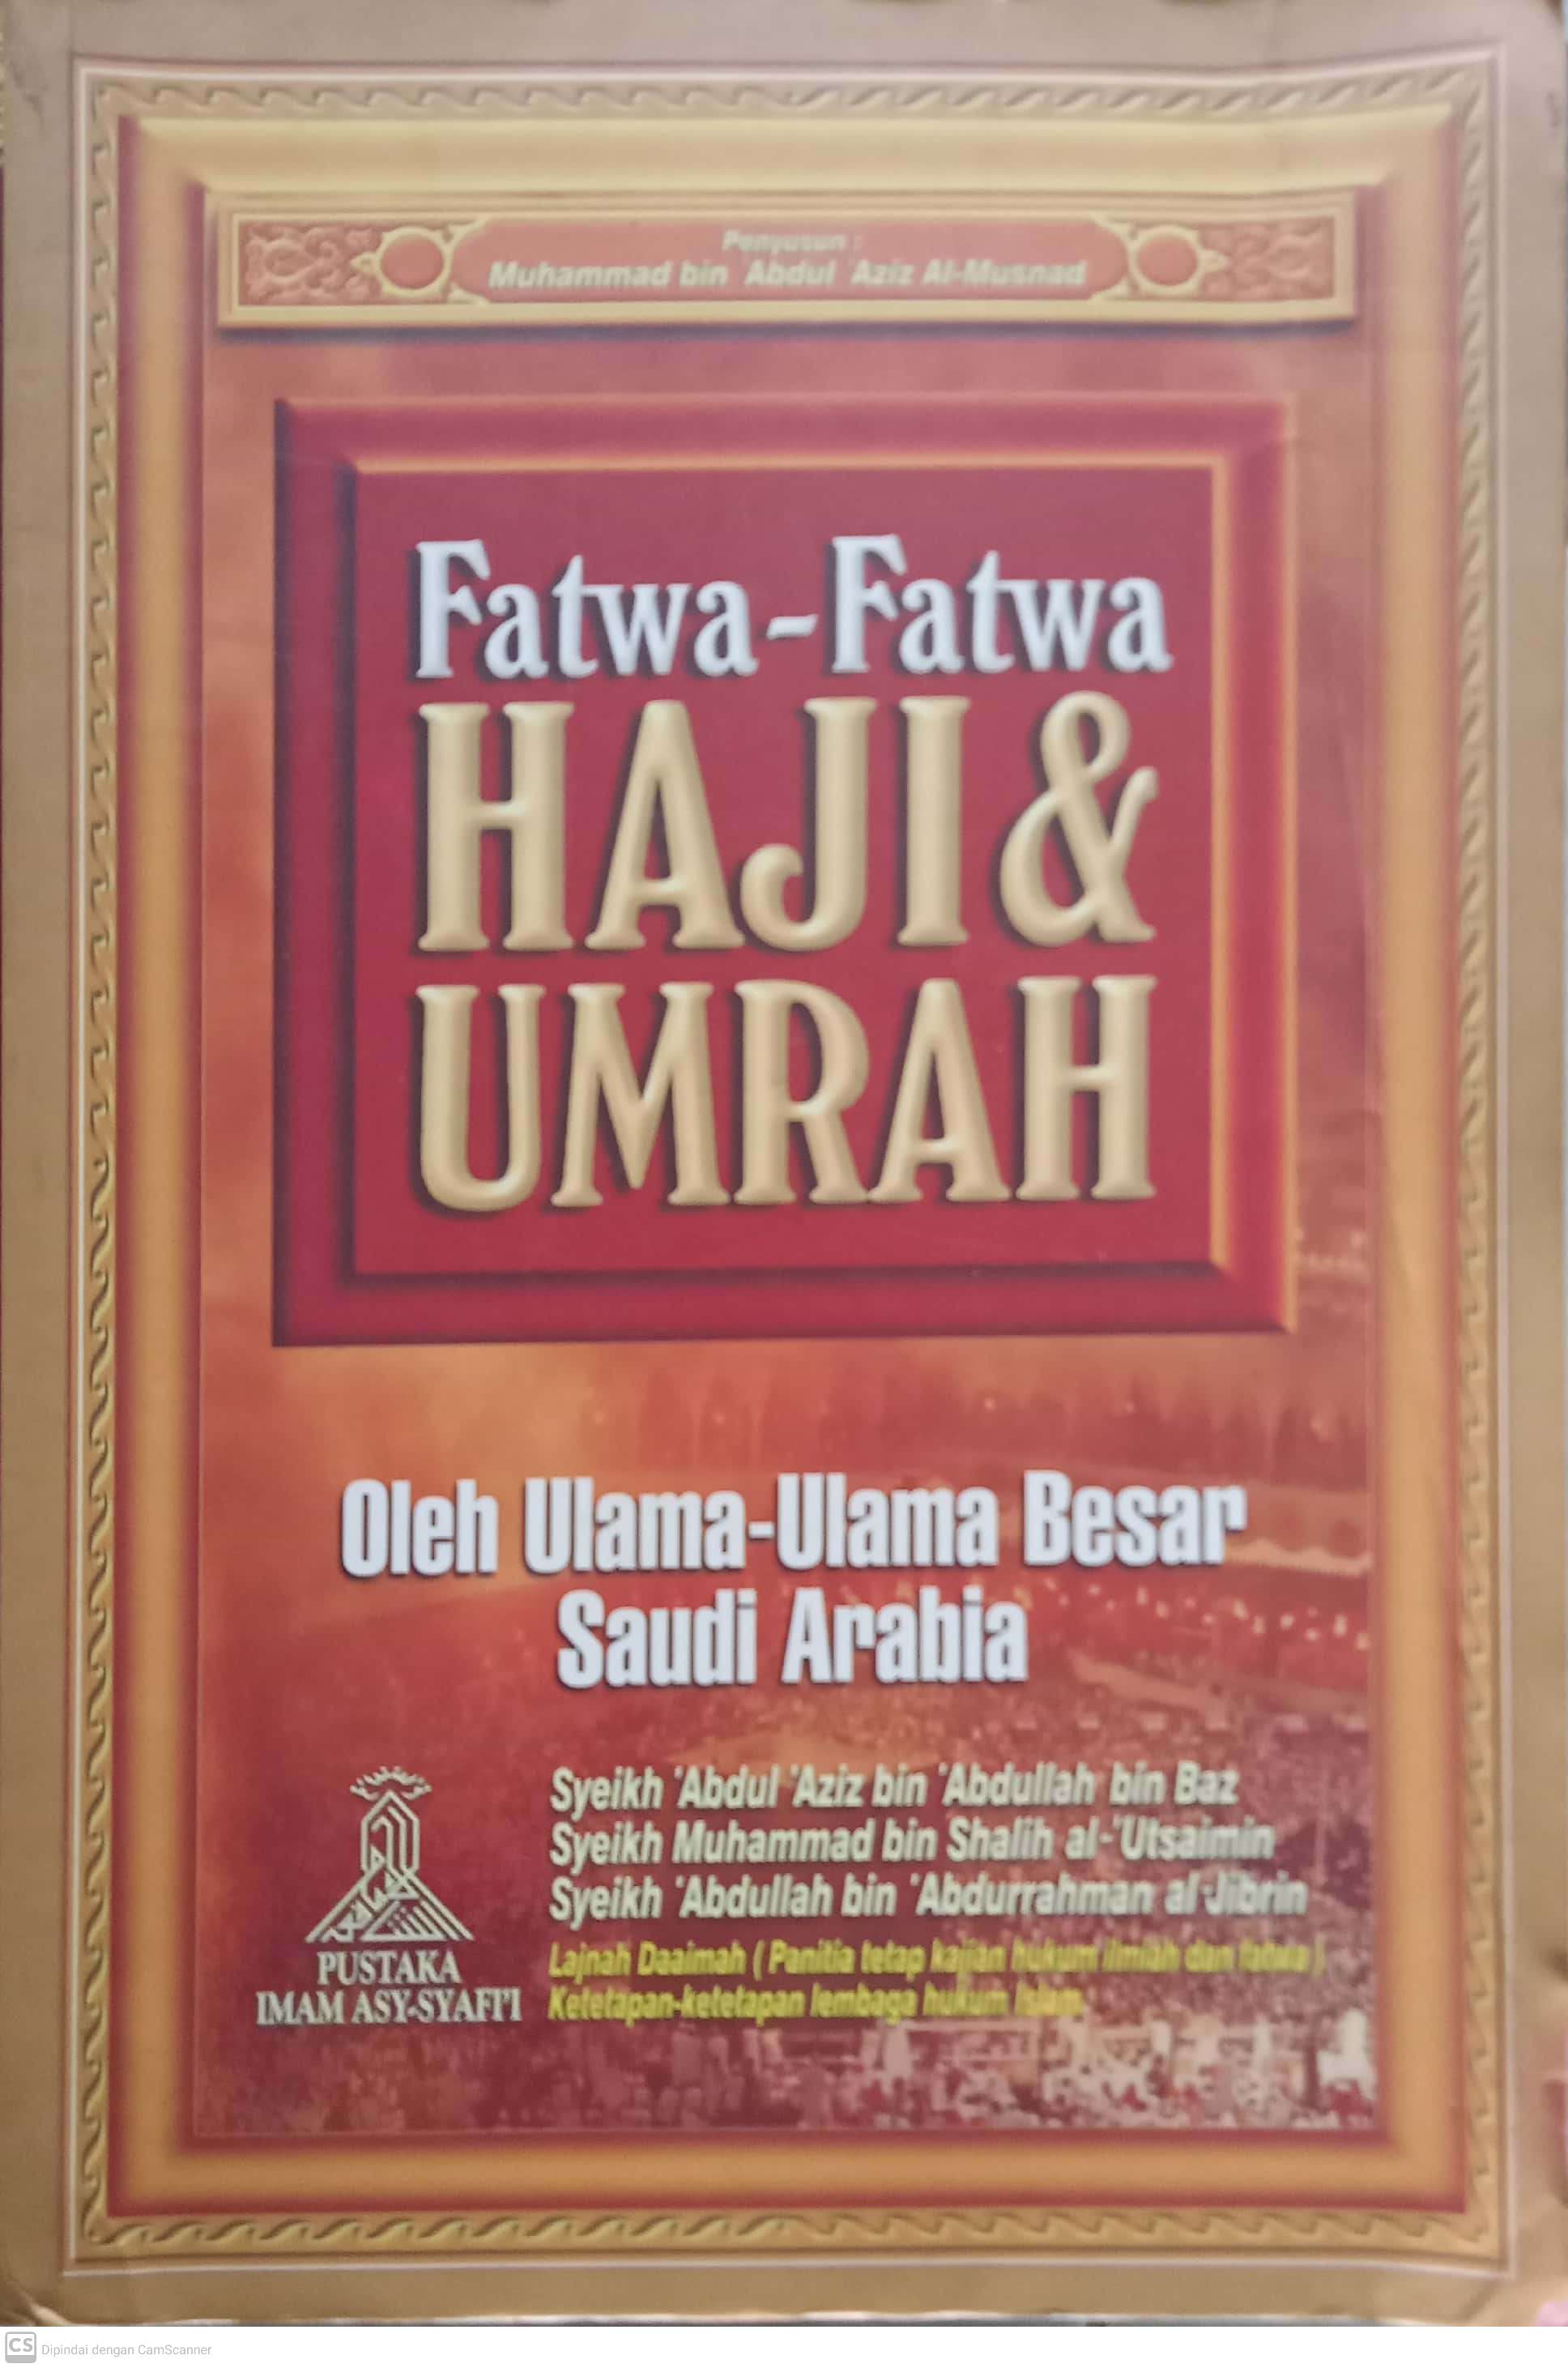 Penyusun :
Muhammad bin 'Abdul 'Aziz Al-Musnad
Fatwa-Fatwa
HAJI &
UMRAH
Oleh Ulama-Ulama Besar
Saudi Arabia
Syeikh 'Abdul 'Aziz bin 'Abdullah bin Baz
Syeikh Muhammad bin Shalih al-'Utsaimin
Syeikh 'Abdullah bin 'Abdurrahman al-Jibrin
Lajnah Daaimah ( Panitia tetap kajian hukum ilmiah dan fatwa )
Ketetapan-ketetapan lembaga hukum Islam.
PUSTAKA
IMAM ASY-SYAFI'I
CS Dipindai dengan CamScanner